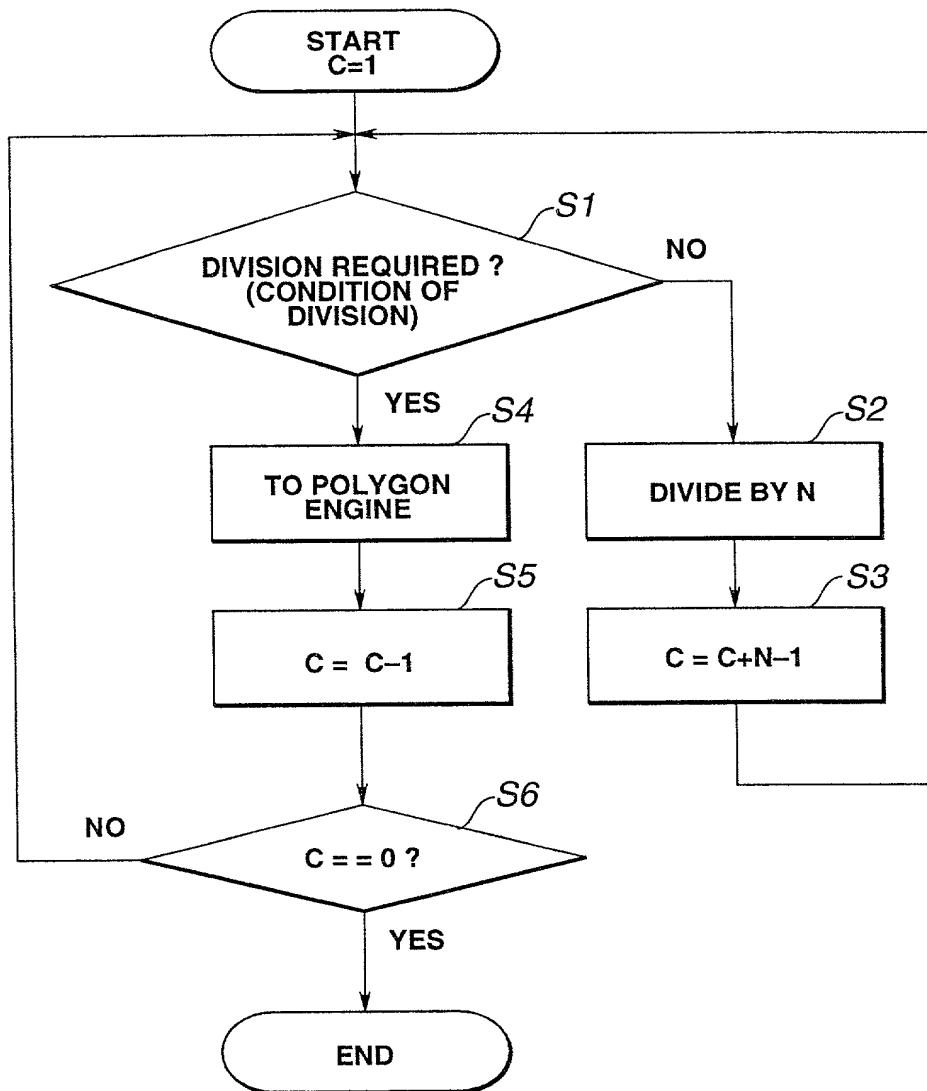 START
C=1
S1
DIVISION REQUIRED ?
(CONDITION OF
DIVISION)
NO
YES
S4
TO POLYGON
ENGINE
S2
DIVIDE BY N
S5
C = C–1
S3
C = C+N–1
S6
NO
C = = 0 ?
YES
END